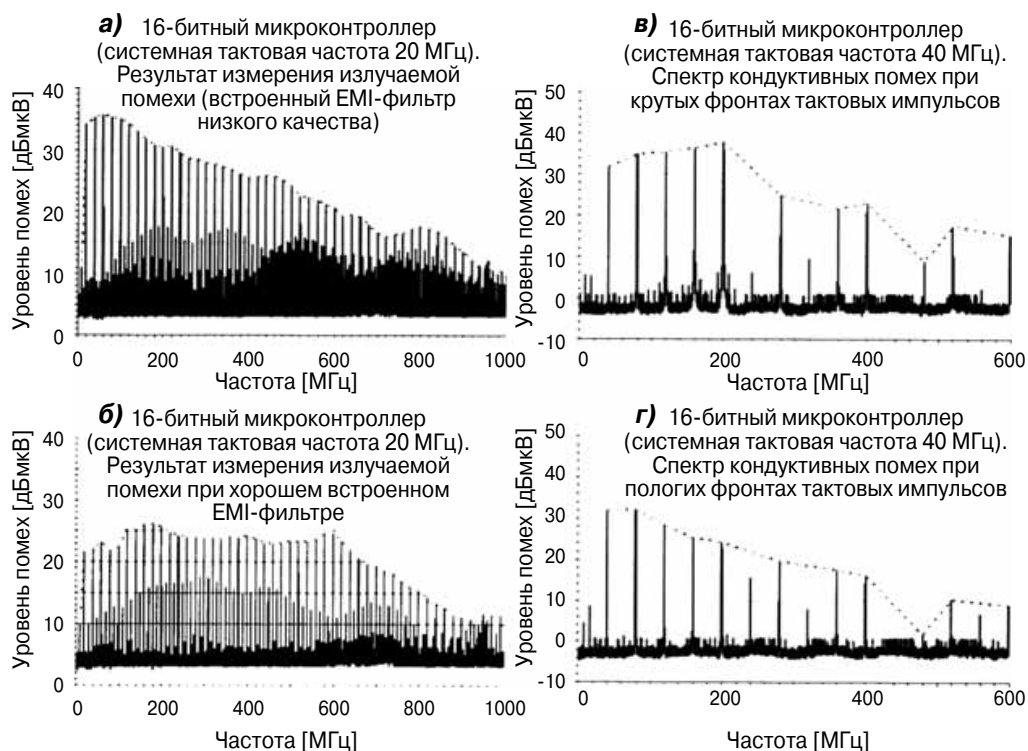 а) 16-битный микроконтроллер
(системная тактовая частота 20 МГц).
Результат измерения излучаемой
помехи (встроенный EMI-фильтр
низкого качества)
Уровень помех [дБмкВ]
40
30
20
10
0
0 200 400 600 800 1000
Частота [МГц]
в) 16-битный микроконтроллер
(системная тактовая частота 40 МГц).
Спектр кондуктивных помех при
крутых фронтах тактовых импульсов
Уровень помех [дБмкВ]
50
40
30
20
10
0
-10
0 200 400 600
Частота [МГц]
б) 16-битный микроконтроллер
(системная тактовая частота 20 МГц).
Результат измерения излучаемой
помехи при хорошем встроенном
EMI-фильтре
Уровень помех [дБмкВ]
40
30
20
10
0
0 200 400 600 800 1000
Частота [МГц]
г) 16-битный микроконтроллер
(системная тактовая частота 40 МГц).
Спектр кондуктивных помех при
пологих фронтах тактовых импульсов
Уровень помех [дБмкВ]
50
40
30
20
10
0
-10
0 200 400 600
Частота [МГц]